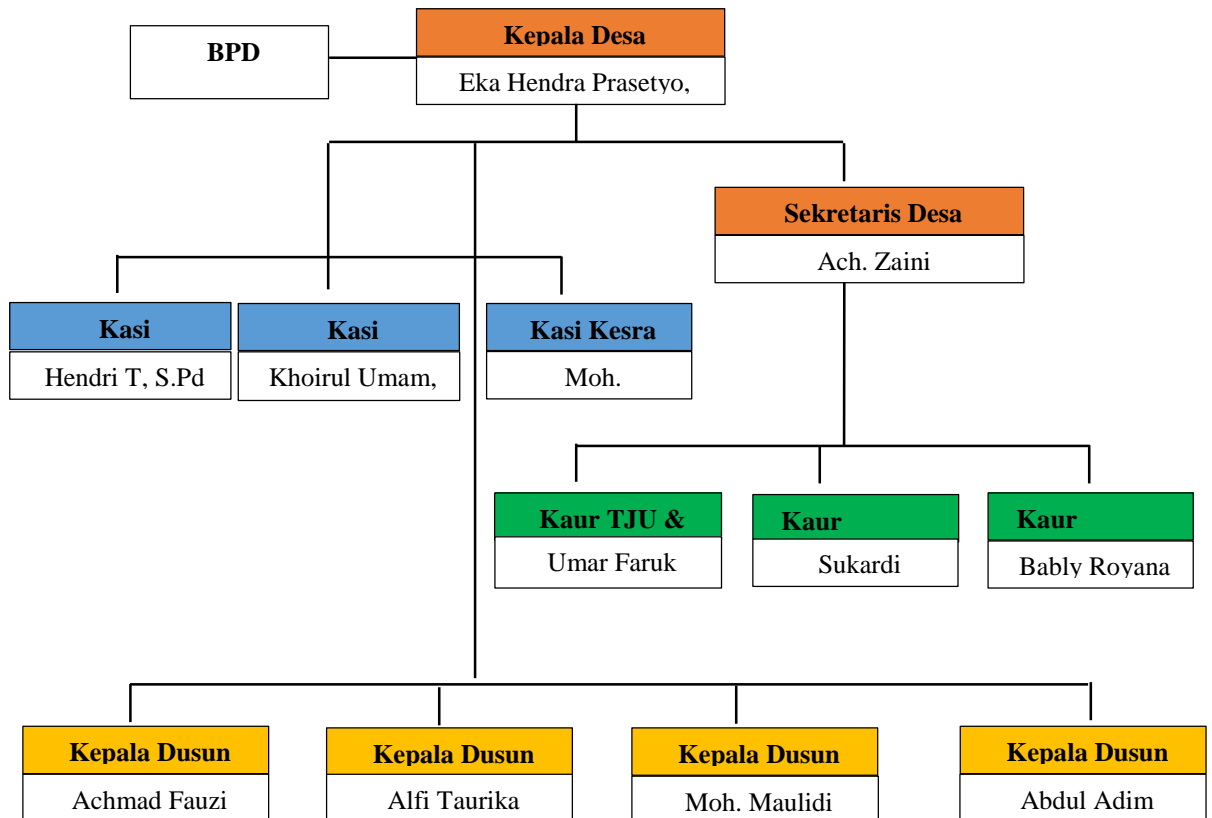 BPD
Kepala Desa
Eka Hendra Prasetyo,
Sekretaris Desa
Ach. Zaini
Kasi
Hendri T, S.Pd
Kasi
Khoirul Umam,
Kasi Kesra
Moh.
Kaur TJU &
Umar Faruk
Kaur
Sukardi
Kaur
Bably Royana
Kepala Dusun
Achmad Fauzi
Kepala Dusun
Alfi Taurika
Kepala Dusun
Moh. Maulidi
Kepala Dusun
Abdul Adim